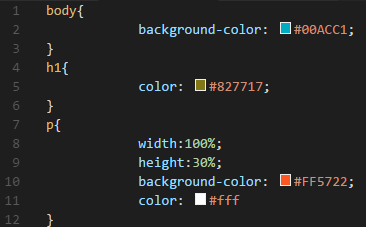 1 body{
2 background-color: #00ACC1;
3 }
4 h1{
5 color: #827717;
6 }
7 p{
8 width:100%;
9 height:30%;
10 background-color: #FF5722;
11 color: #fff
12 }